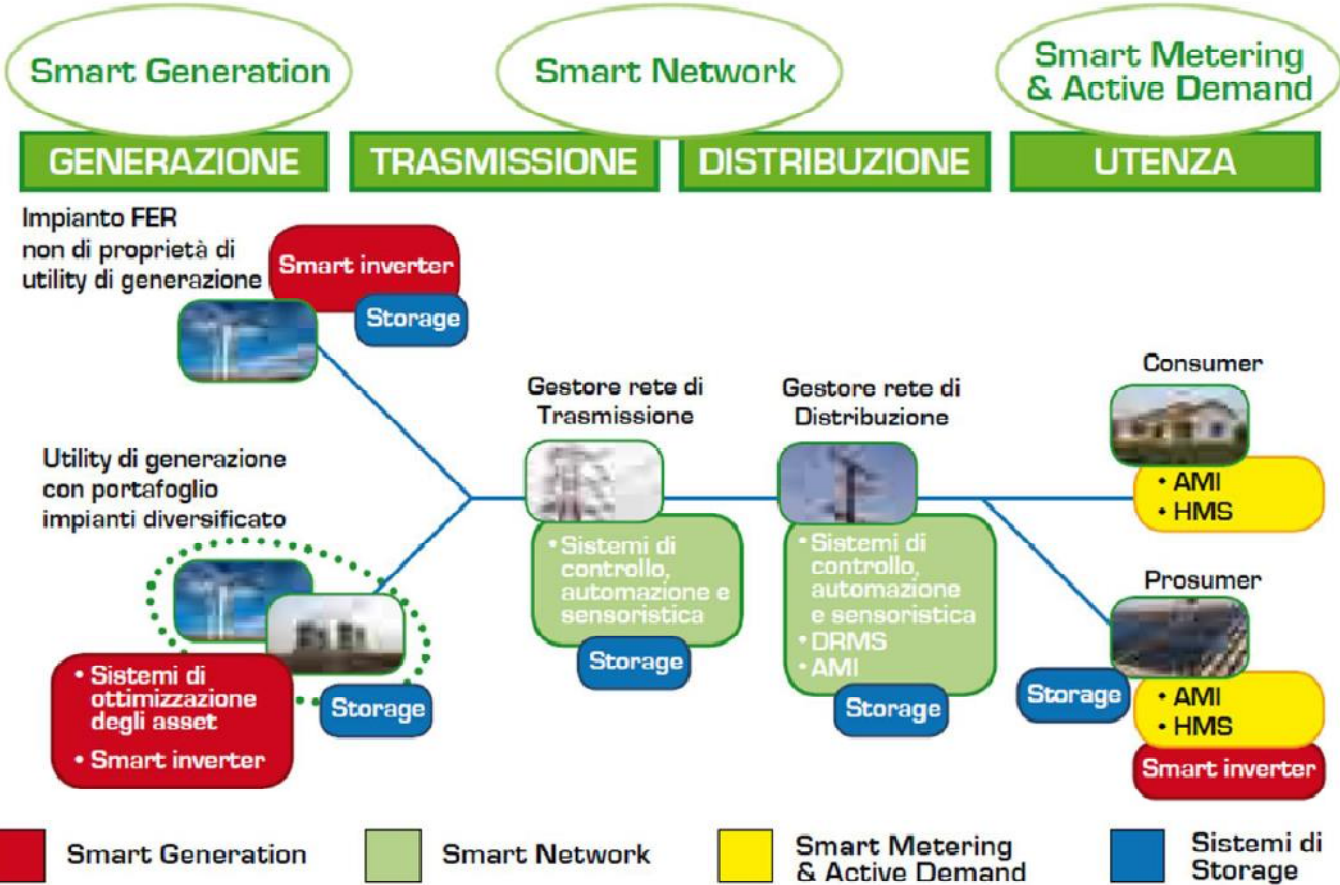 Smart Generation
Smart Network
Smart Metering
& Active Demand
GENERAZIONE
TRASMISSIONE
DISTRIBUZIONE
UTENZA
Impianto FER
non di proprietà di
utility di generazione
Smart inverter
Storage
Utility di generazione
con portafoglio
impianti diversificato
• Sistemi di
ottimizzazione
degli asset
• Smart inverter
Storage
Gestore rete di
Trasmissione
• Sistemi di
controllo,
automazione e
sensoristica
Storage
Gestore rete di
Distribuzione
• Sistemi di
controllo,
automazione
e sensoristica
• DRMS
• AMI
Storage
Consumer
• AMI
• HMS
Prosumer
Storage
• AMI
• HMS
Smart inverter
Smart Generation
Smart Network
Smart Metering
& Active Demand
Sistemi di
Storage